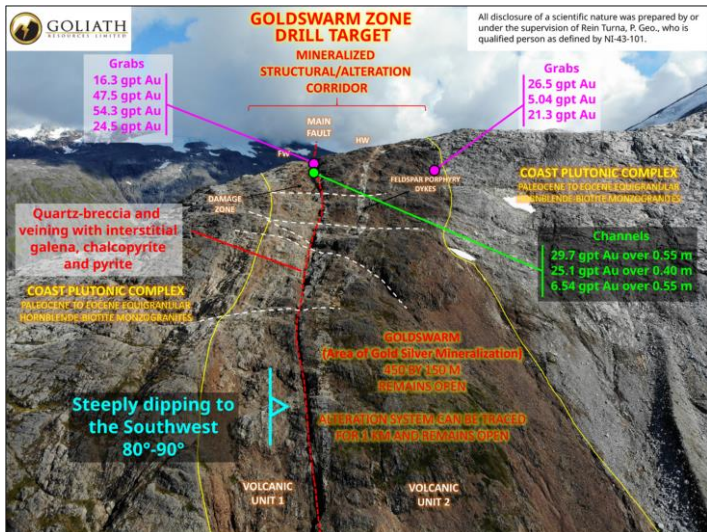 GOLIATH
RESOURCES LIMITED
GOLDSWARM ZONE
DRILL TARGET
MINERALIZED
STRUCTURAL/ALTERATION
CORRIDOR
All disclosure of a scientific nature was prepared by or
under the supervision of Rein Turna, P. Geo., who is
qualified person as defined by NI-43-101.
Grabs
16.3 gpt Au
47.5 gpt Au
54.3 gpt Au
24.5 gpt Au
Grabs
26.5 gpt Au
5.04 gpt Au
21.3 gpt Au
MAIN
FAULT
FW
HW
FELDSPAR PORPHYRY
DYKES
COAST PLUTONIC COMPLEX
PALEOCENE TO EOCENE EQUIGRANULAR
HORNBLENDE-BIOTITE MONZOGRANITES
DAMAGE
ZONE
Quartz-breccia and
veining with interstitial
galena, chalcopyrite
and pyrite
Channels
29.7 gpt Au over 0.55 m
25.1 gpt Au over 0.40 m
6.54 gpt Au over 0.55 m
COAST PLUTONIC COMPLEX
PALEOCENE TO EOCENE EQUIGRANULAR
HORNBLENDE-BIOTITE MONZOGRANITES
GOLDSWARM
(Area of Gold Silver Mineralization)
450 BY 150 M
REMAINS OPEN
Steeply dipping to
the Southwest
80°-90°
ALTERATION SYSTEM CAN BE TRACED
FOR 1 KM AND REMAINS OPEN
VOLCANIC
UNIT 1
VOLCANIC
UNIT 2